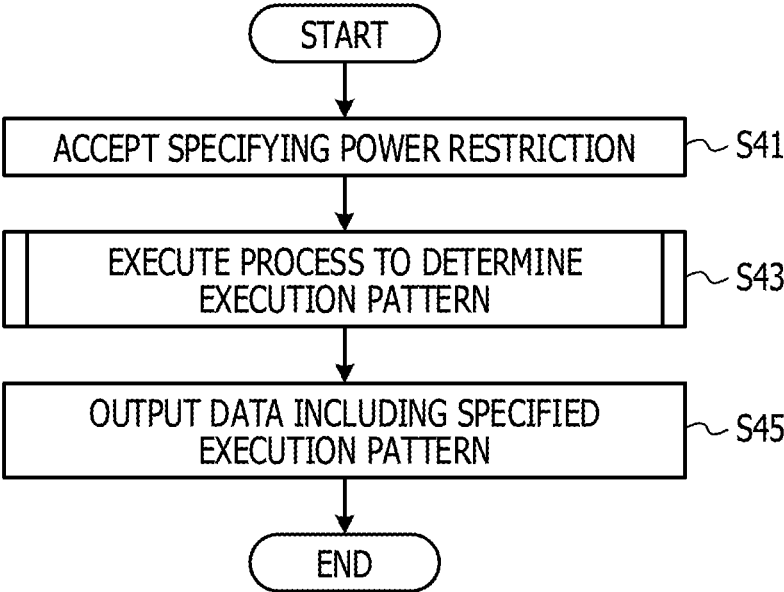 START
ACCEPT SPECIFYING POWER RESTRICTION
S41
EXECUTE PROCESS TO DETERMINE
EXECUTION PATTERN
S43
OUTPUT DATA INCLUDING SPECIFIED
EXECUTION PATTERN
S45
END